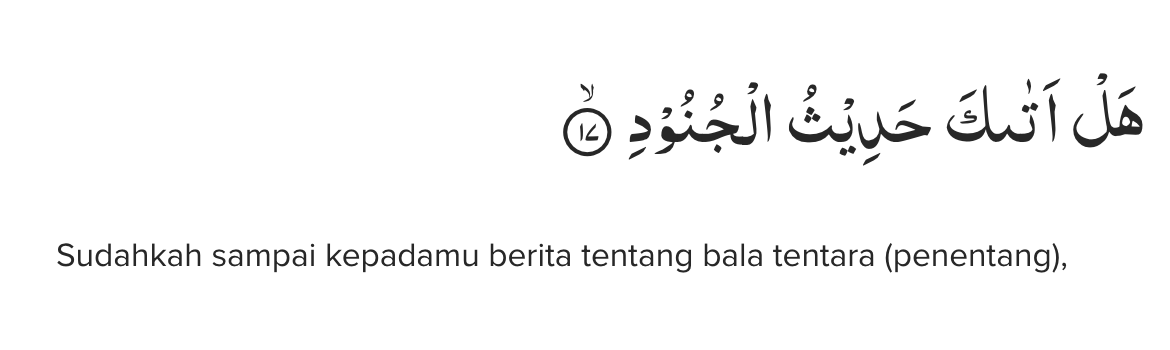 هَلْ اَتٰىكَ حَدِيْثُ الْجُنُوْدِۙ ١٧
Sudahkah sampai kepadamu berita tentang bala tentara (penentang),